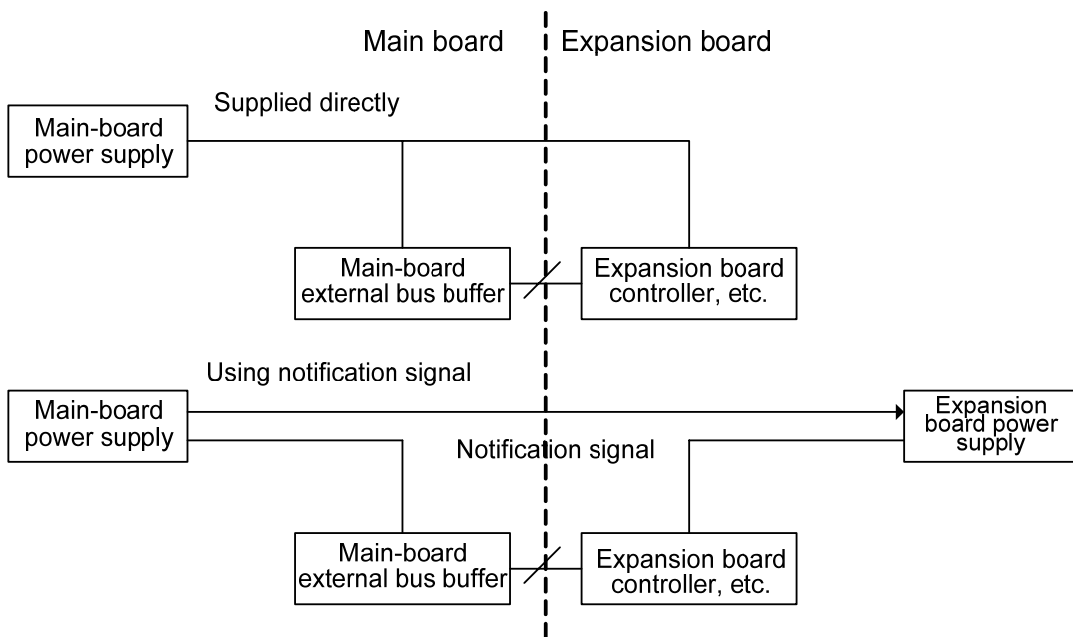 Main board
Expansion board
Supplied directly
Main-board
power supply
Main-board
external bus buffer
Expansion board
controller, etc.
Using notification signal
Main-board
power supply
Expansion
board power
supply
Notification signal
Main-board
external bus buffer
Expansion board
controller, etc.